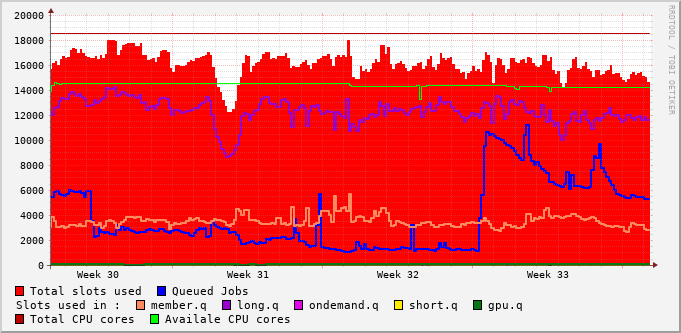 20000
18000
16000
14000
12000
10000
8000
6000
4000
2000
0
Week 30 Week 31 Week 32 Week 33
RRDTOOL / TOBI OETIKER
Total slots used Queued Jobs
Slots used in : member.q long.q ondemand.q short.q gpu.q
Total CPU cores Availale CPU cores